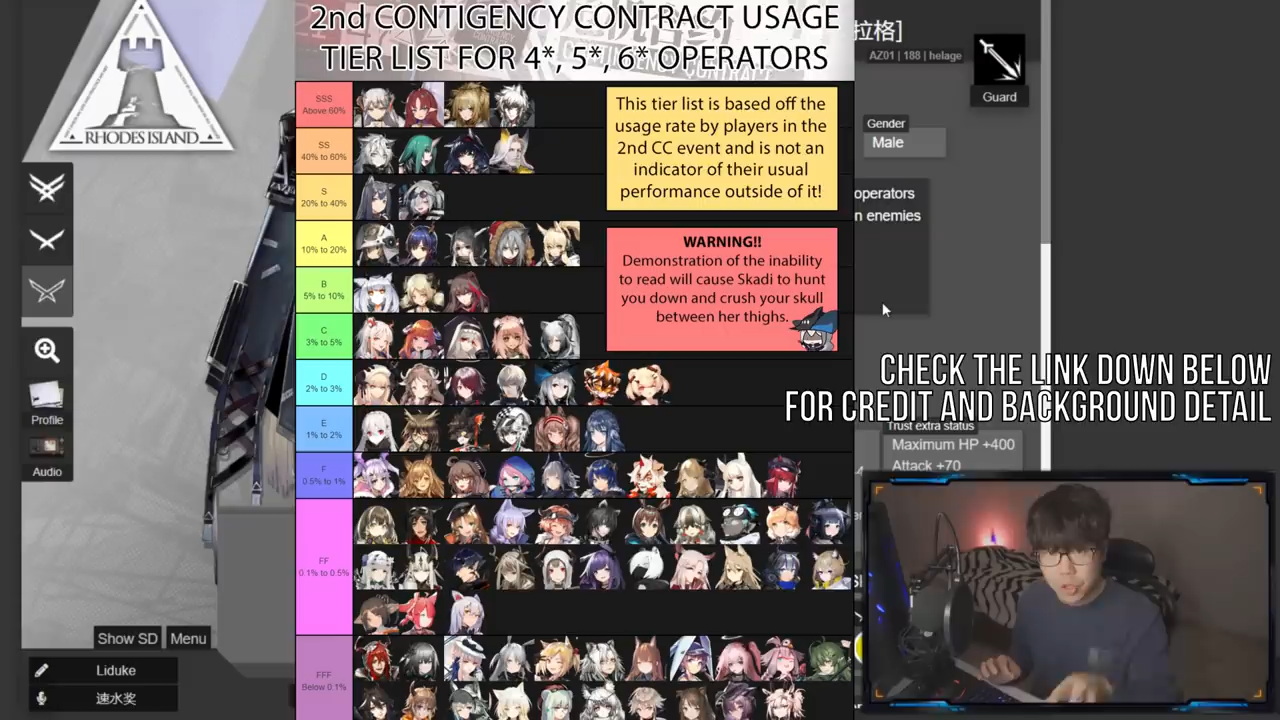 2nd CONTIGENCY CONTRACT USAGE
TIER LIST FOR 4*, 5*, 6* OPERATORS
RHODES ISLAND
拉格]
AZ01 | 188 | helage
Guard
Gender
Male
operators
n enemies
SSS
Above 60%
SS
40% to 60%
S
20% to 40%
A
10% to 20%
B
5% to 10%
C
3% to 5%
D
2% to 3%
E
1% to 2%
F
0.5% to 1%
FF
0.1% to 0.5%
FFF
Below 0.1%
This tier list is based off the
usage rate by players in the
2nd CC event and is not an
indicator of their usual
performance outside of it!
WARNING!!
Demonstration of the inability
to read will cause Skadi to hunt
you down and crush your skull
between her thighs.
CHECK THE LINK DOWN BELOW
FOR CREDIT AND BACKGROUND DETAIL
Trust extra status
Maximum HP +400
Attack +70
Profile
Audio
Show SD
Menu
Liduke
速水奖